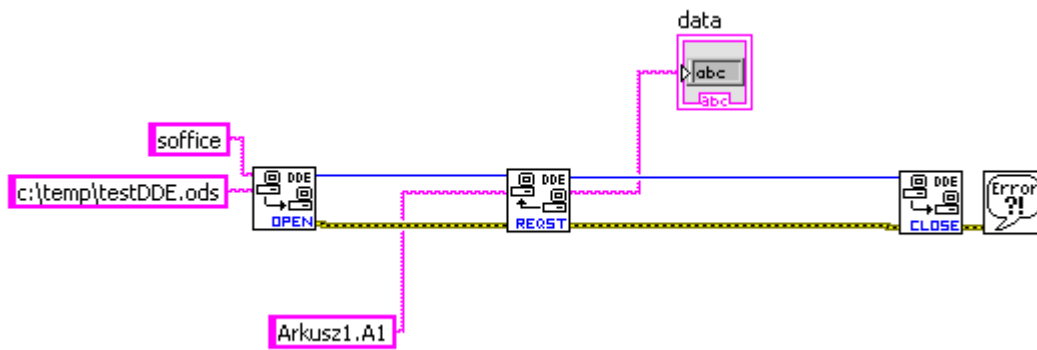 data
abc
abc
soffice
c:\temp\testDDE.ods
DDE
OPEN
DDE
REQST
DDE
CLOSE
Error
?!
Arkusz1.A1